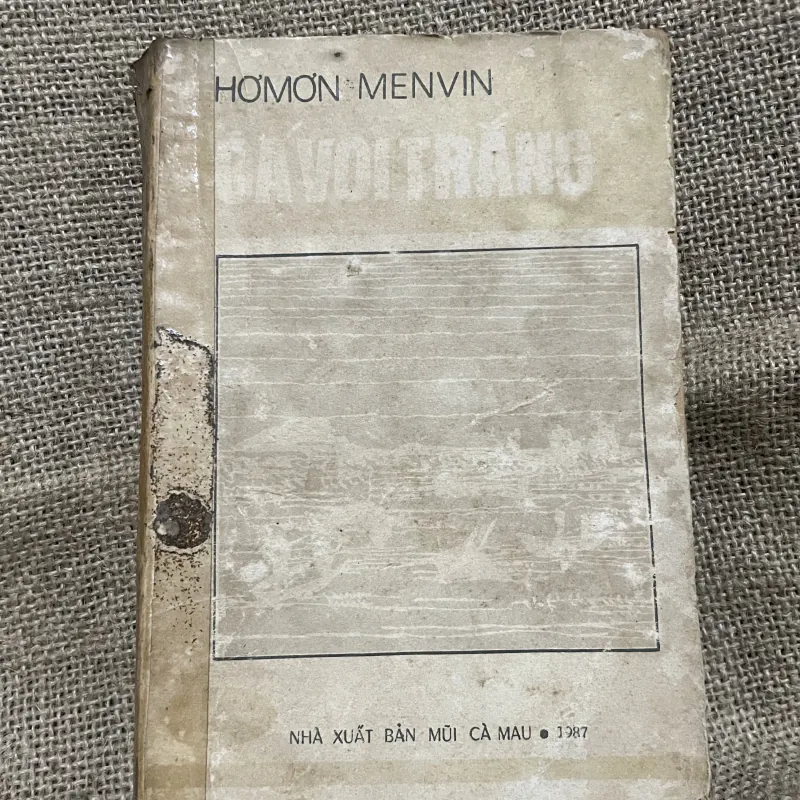 HƠMƠN MENVIN
CÁ VOI TRẮNG
NHÀ XUẤT BẢN MŨI CÀ MAU • 1987